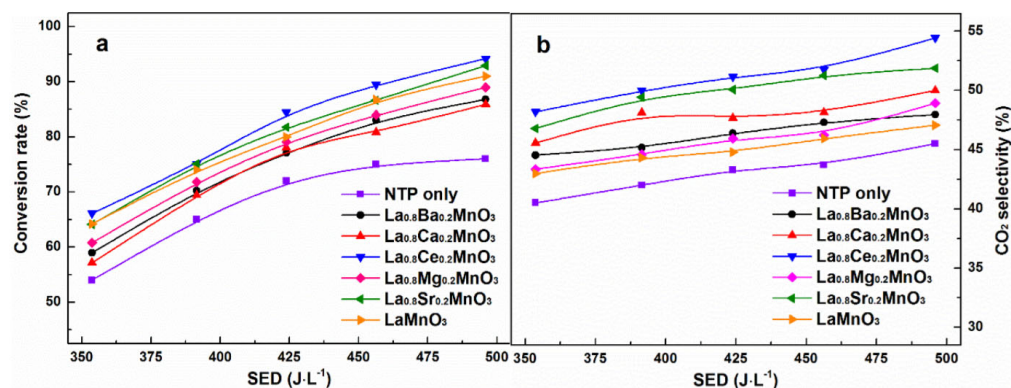 a
Conversion rate (%)
100
90
80
70
60
50
350 375 400 425 450 475 500
SED (J·L⁻¹)
NTP only
La₀.₈Ba₀.₂MnO₃
La₀.₈Ca₀.₂MnO₃
La₀.₈Ce₀.₂MnO₃
La₀.₈Mg₀.₂MnO₃
La₀.₈Sr₀.₂MnO₃
LaMnO₃
b
350 375 400 425 450 475 500
SED (J·L⁻¹)
NTP only
La₀.₈Ba₀.₂MnO₃
La₀.₈Ca₀.₂MnO₃
La₀.₈Ce₀.₂MnO₃
La₀.₈Mg₀.₂MnO₃
La₀.₈Sr₀.₂MnO₃
LaMnO₃
55
50
45
40
35
30
CO₂ selectivity (%)